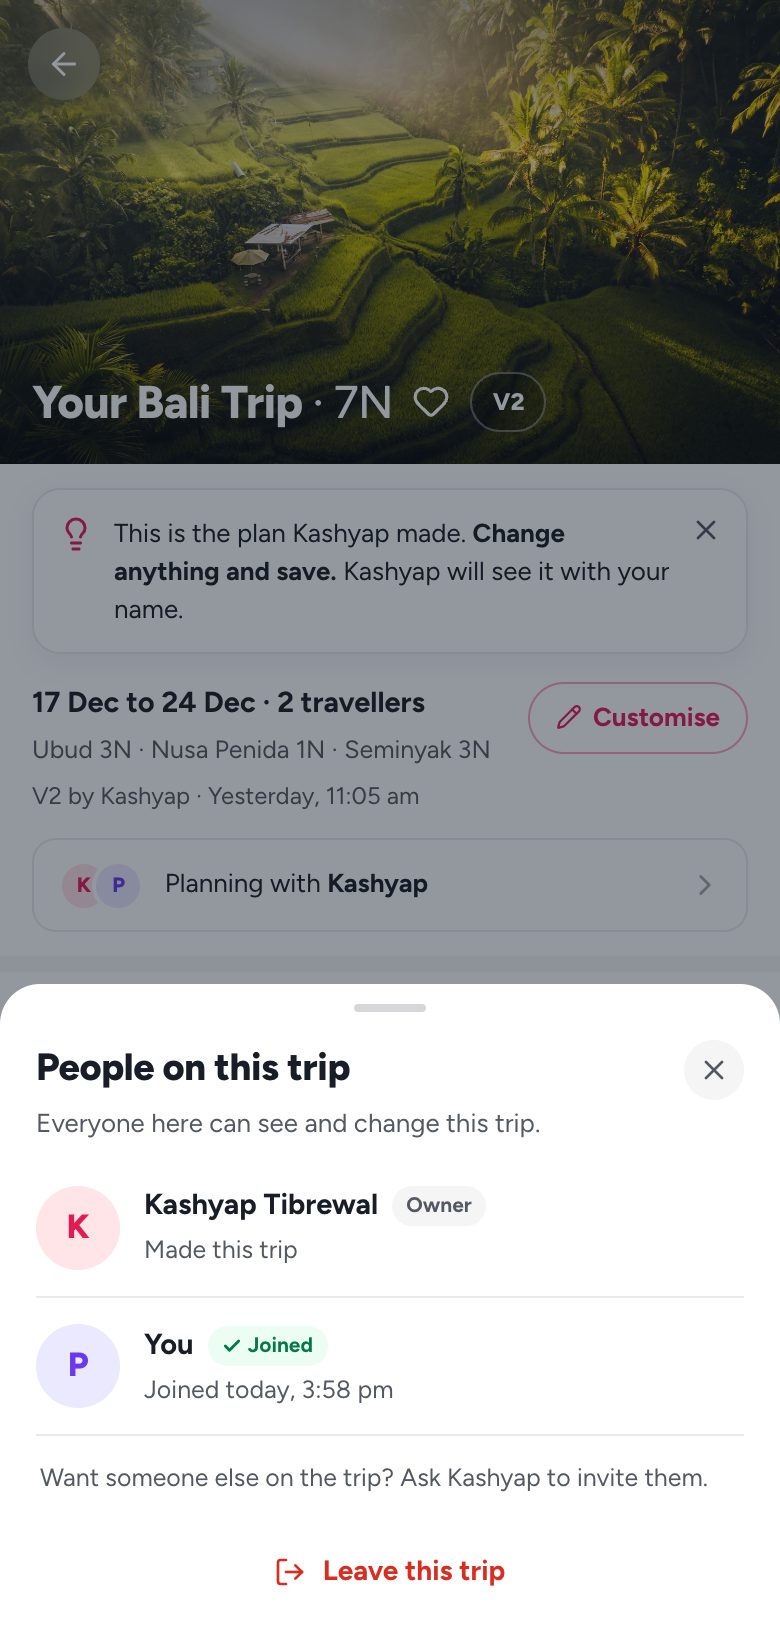 Your Bali Trip · 7N
V2
This is the plan Kashyap made. Change
anything and save. Kashyap will see it with your
name.
17 Dec to 24 Dec · 2 travellers
Customise
Ubud 3N · Nusa Penida 1N · Seminyak 3N
V2 by Kashyap · Yesterday, 11:05 am
K P Planning with Kashyap
People on this trip
Everyone here can see and change this trip.
K
Kashyap Tibrewal Owner
Made this trip
P
You Joined
Joined today, 3:58 pm
Want someone else on the trip? Ask Kashyap to invite them.
Leave this trip